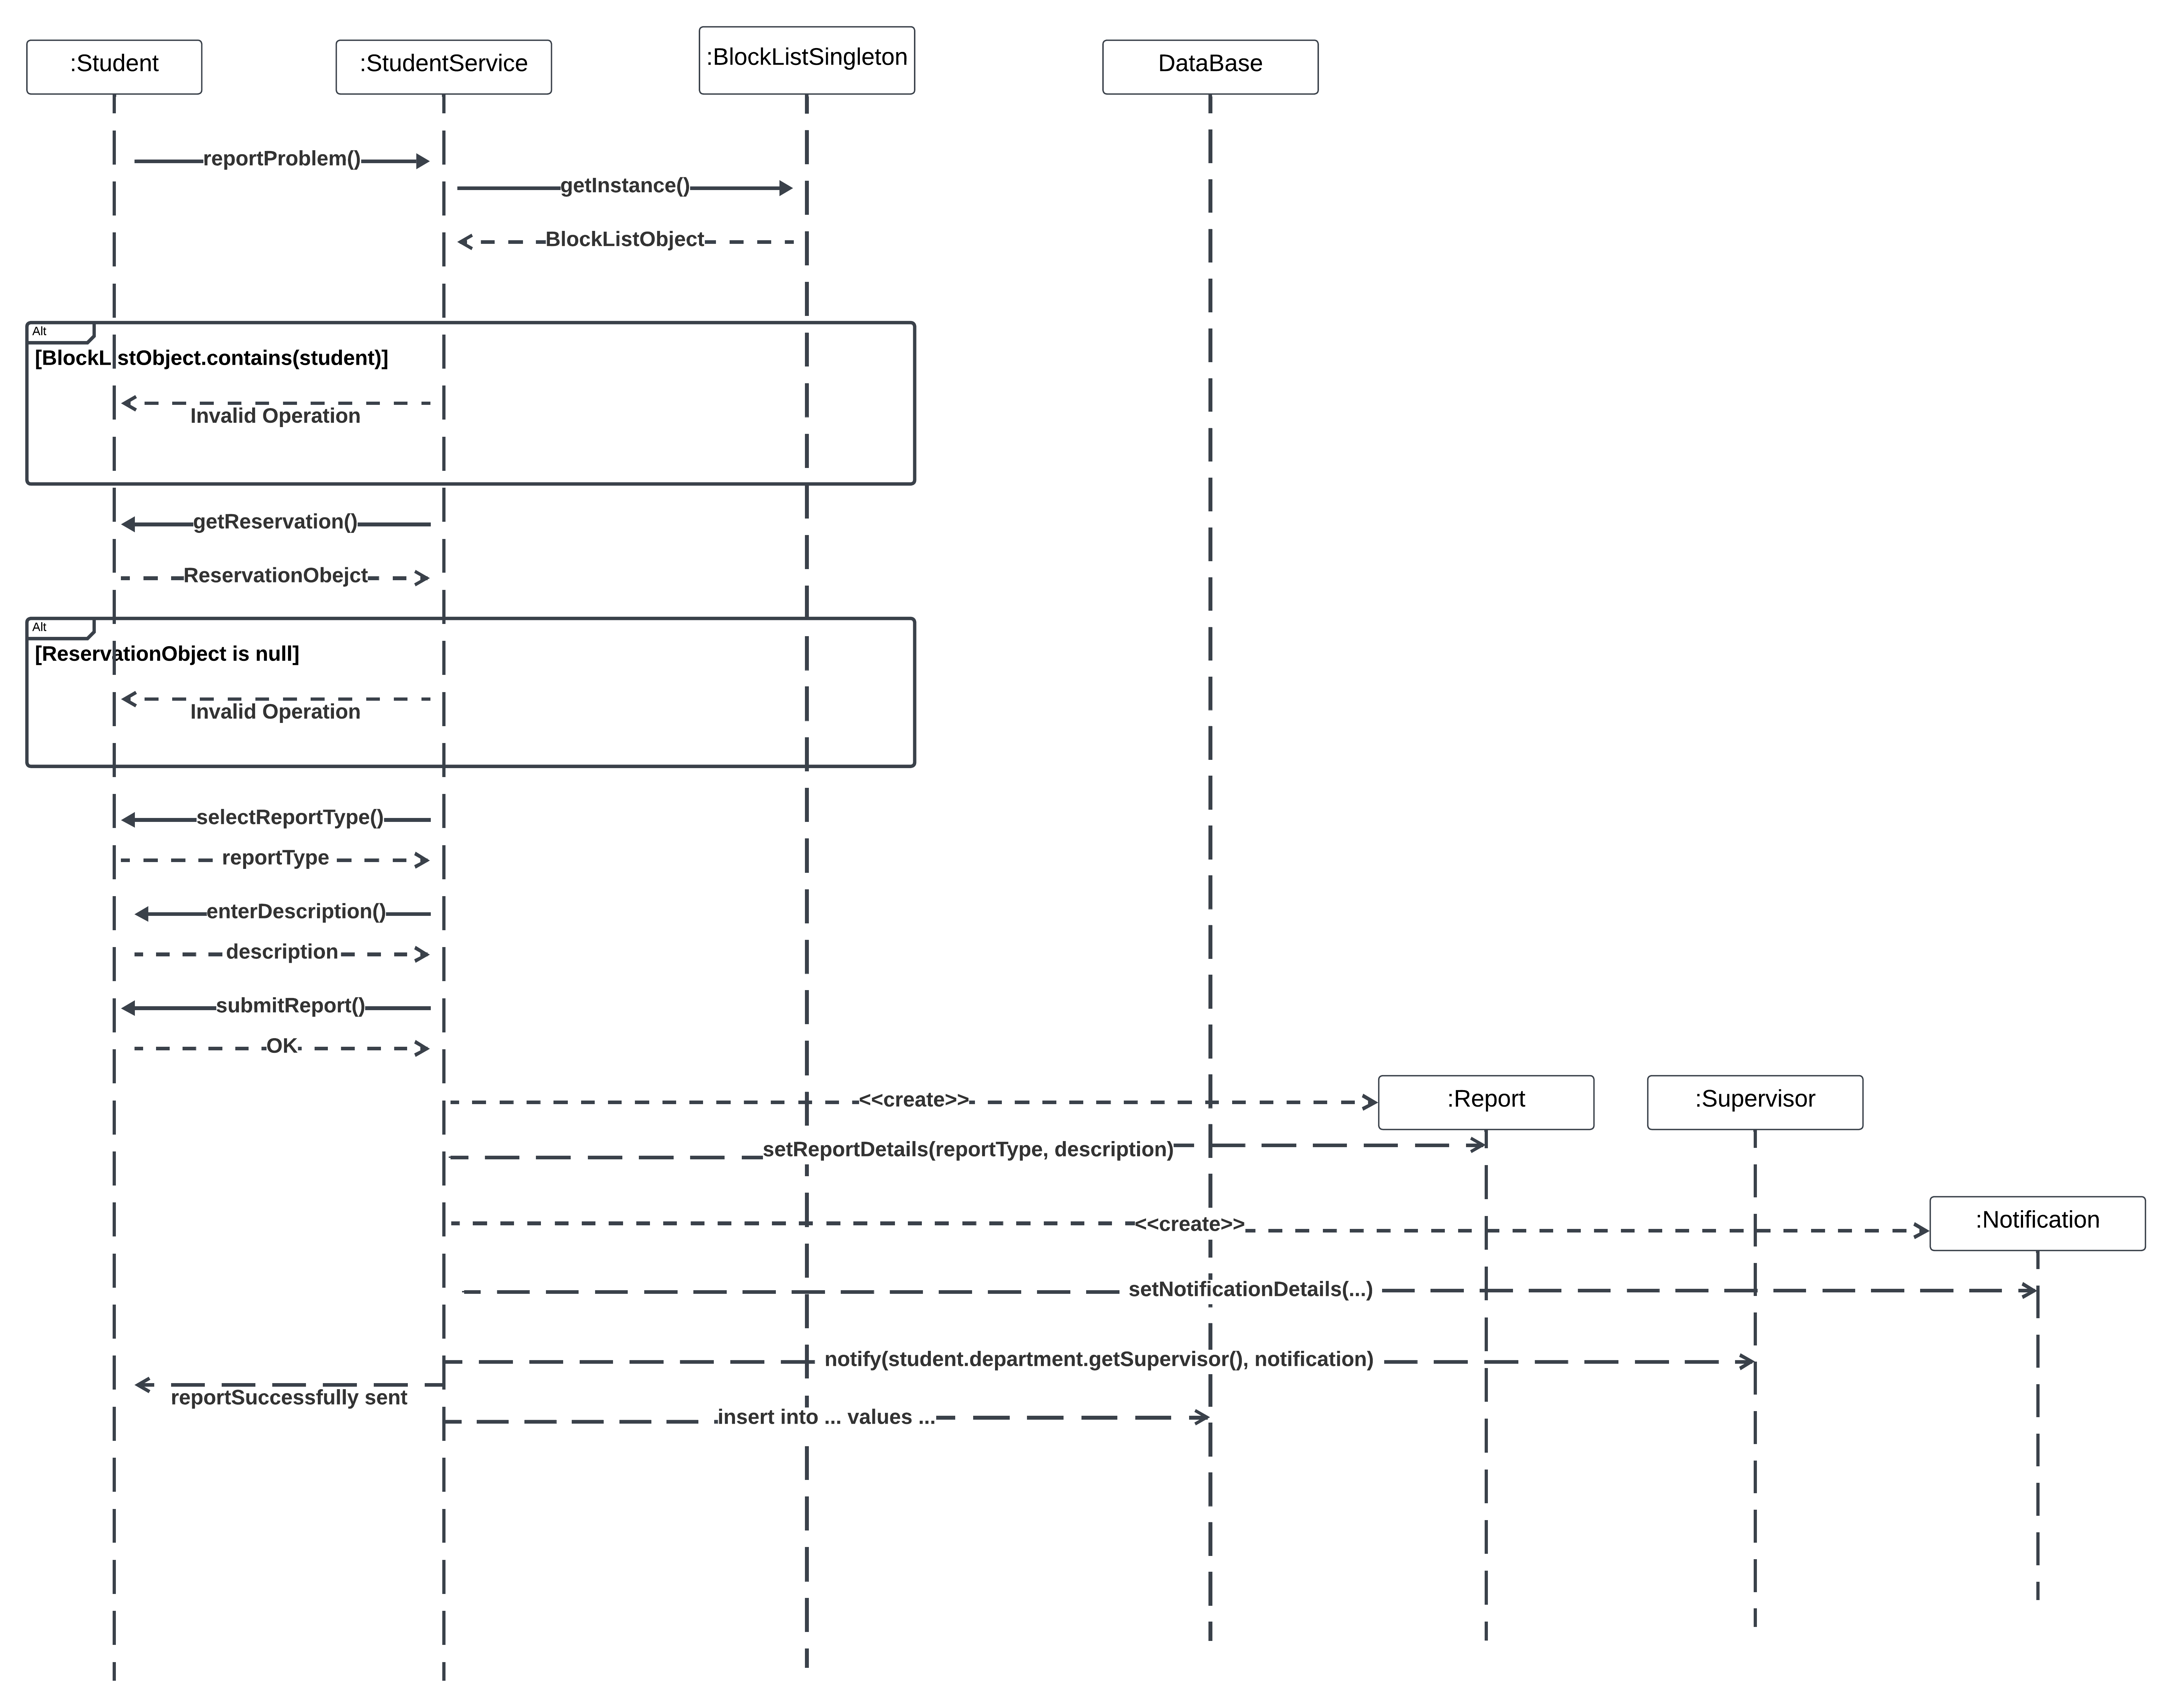 :Student
:StudentService
:BlockListSingleton
DataBase
reportProblem()
getInstance()
BlockListObject
Alt
[BlockListObject.contains(student)]
Invalid Operation
getReservation()
ReservationObejct
Alt
[ReservationObject is null]
Invalid Operation
selectReportType()
reportType
enterDescription()
description
submitReport()
OK
<<create>>
:Report
:Supervisor
setReportDetails(reportType, description)
<<create>>
:Notification
setNotificationDetails(...)
notify(student.department.getSupervisor(), notification)
reportSuccessfully sent
insert into ... values ...